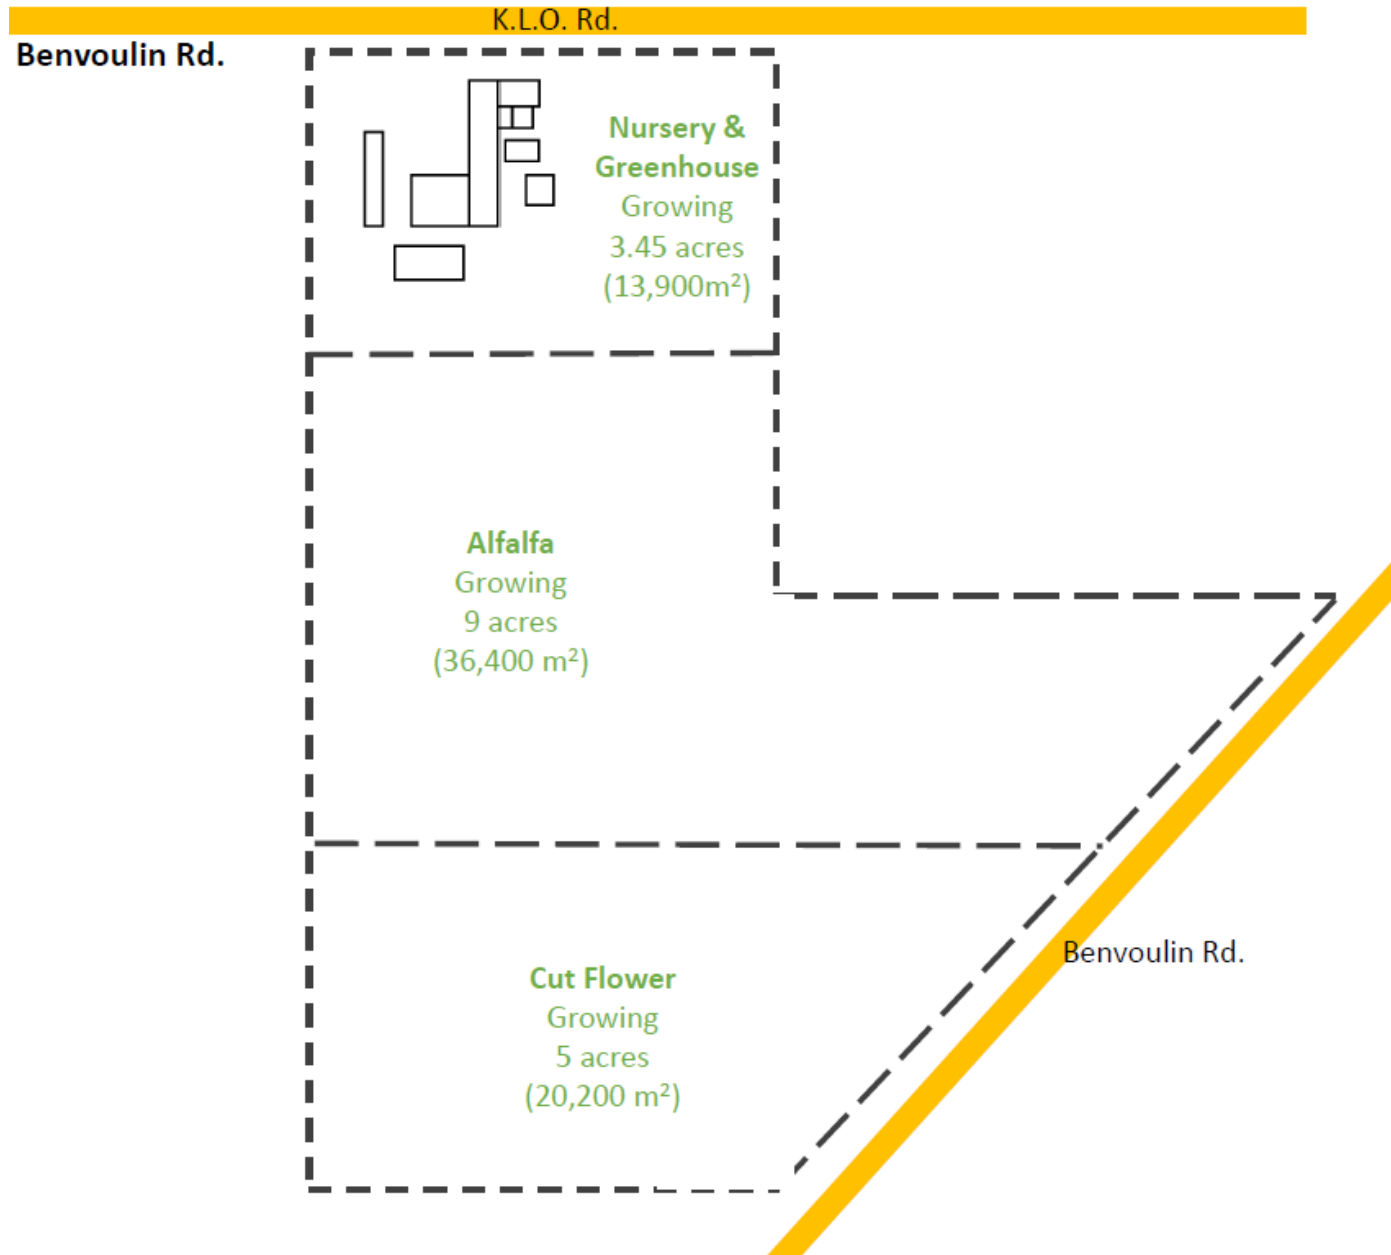 K.L.O. Rd.
Benvoulin Rd.
Nursery &
Greenhouse
Growing
3.45 acres
(13,900m²)
Alfalfa
Growing
9 acres
(36,400 m²)
Benvoulin Rd.
Cut Flower
Growing
5 acres
(20,200 m²)